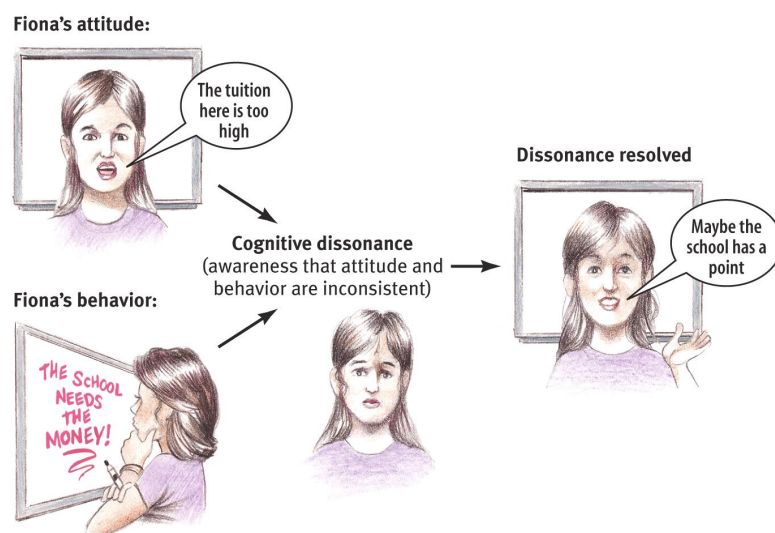 Fiona's attitude:
The tuition
here is too
high
Fiona's behavior:
THE SCHOOL
NEEDS
THE
MONEY!
Cognitive dissonance
(awareness that attitude and
behavior are inconsistent)
Dissonance resolved
Maybe the
school has a
point